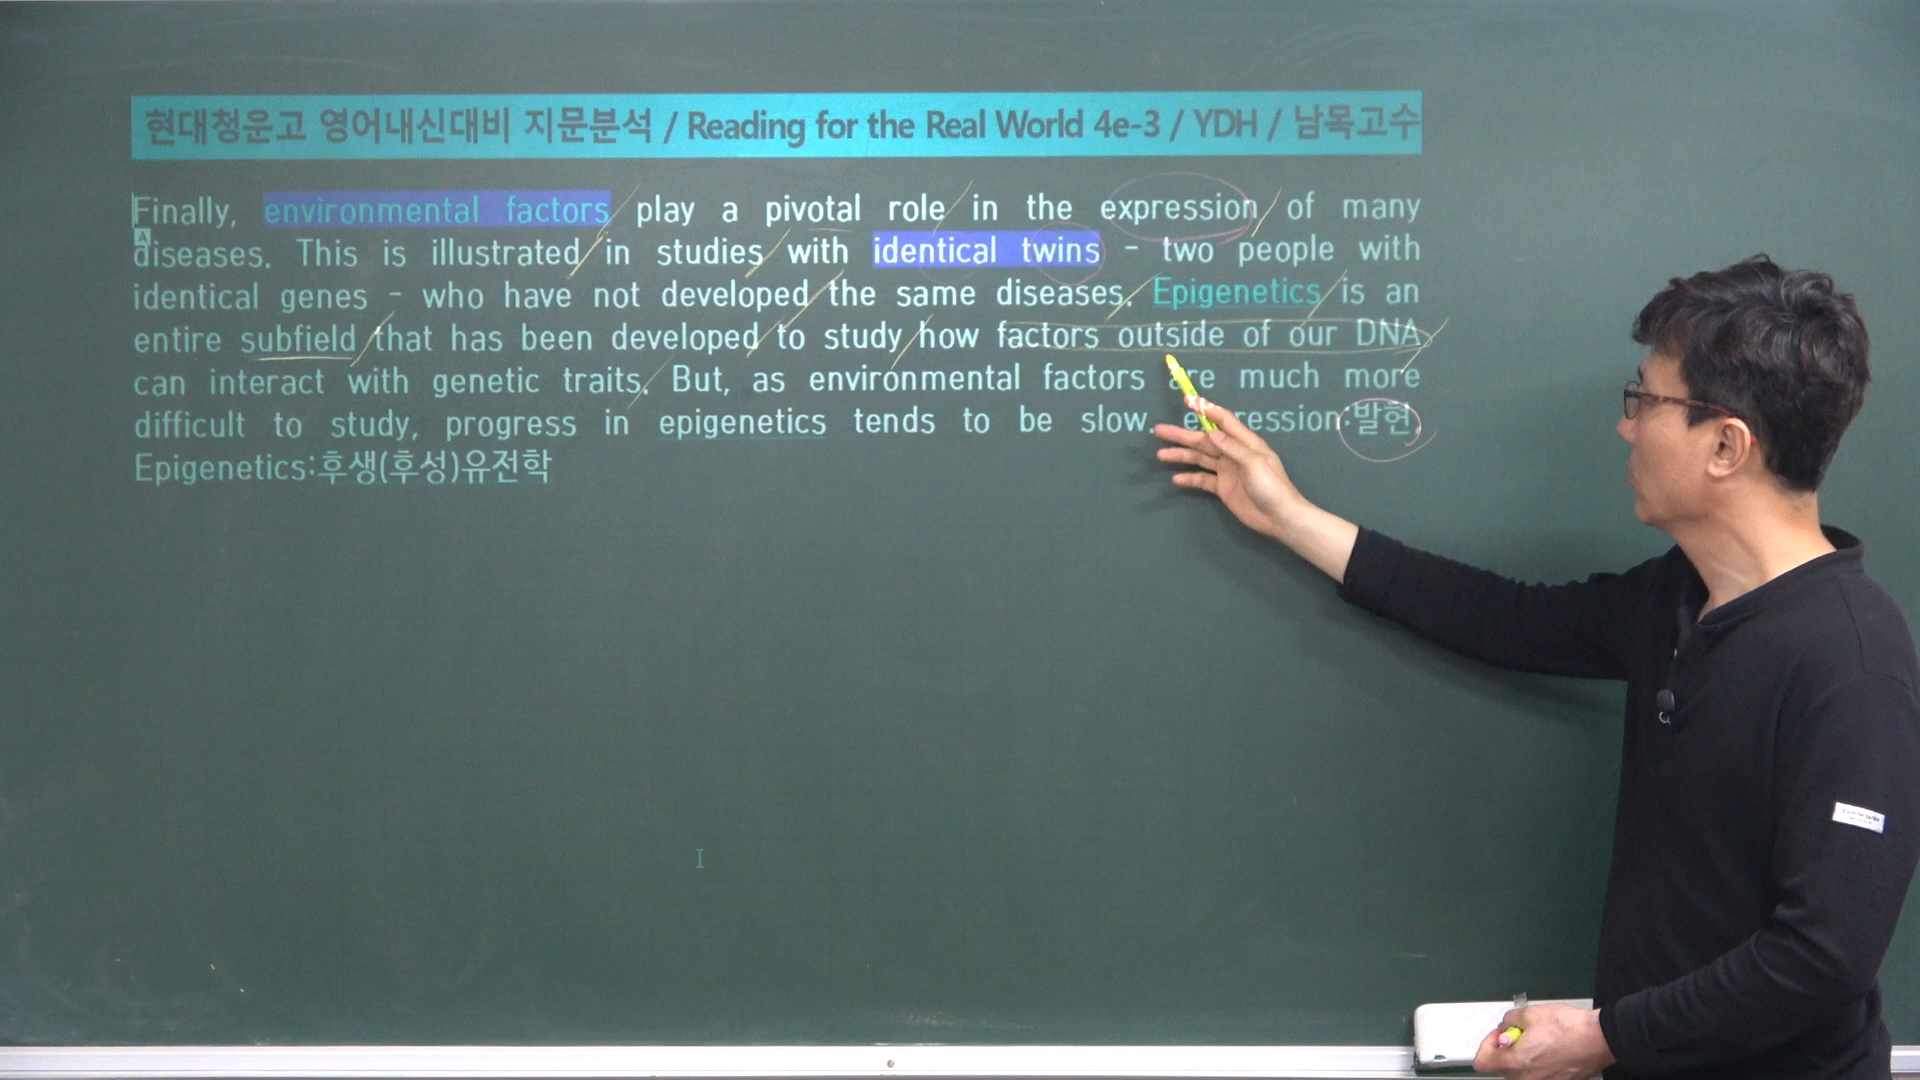 현대청운고 영어내신대비 지문분석 / Reading for the Real World 4e-3 / YDH / 남목고수
Finally, environmental factors play a pivotal role in the expression of many
diseases. This is illustrated in studies with identical twins - two people with
identical genes - who have not developed the same diseases. Epigenetics is an
entire subfield that has been developed to study how factors outside of our DNA
can interact with genetic traits. But, as environmental factors are much more
difficult to study, progress in epigenetics tends to be slow. expression:발현,
Epigenetics:후생(후성)유전학